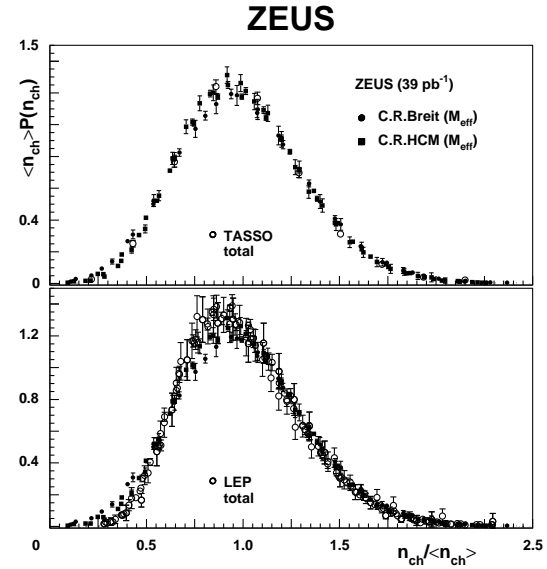 ZEUS
1.5
<n_ch>P(n_ch)
ZEUS (39 pb⁻¹)
C.R.Breit (M_eff)
C.R.HCM (M_eff)
0.4
TASSO
total
0
1.2
0.8
0.4
LEP
total
0 0.5 1.0 1.5 2.5
n_ch/<n_ch>